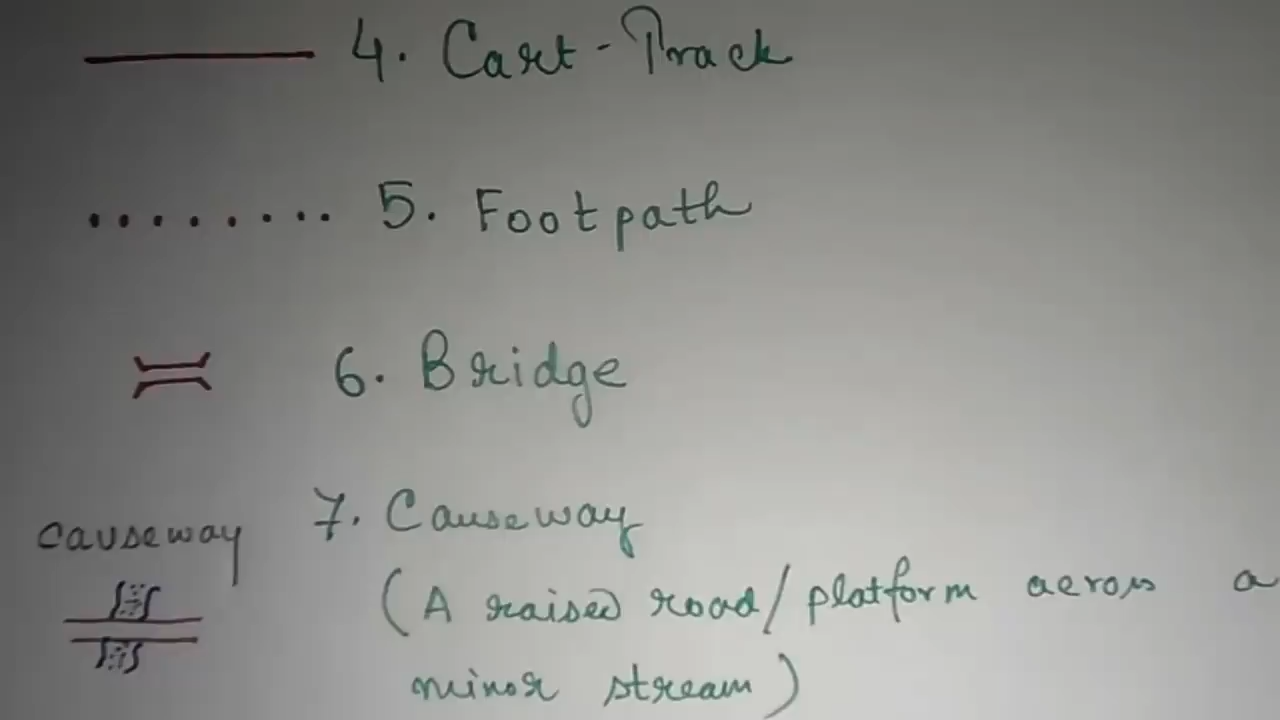 4. Cart-Track
5. Footpath
6. Bridge
7. Causeway
causeway
(A raised road/platform across a
minor stream)